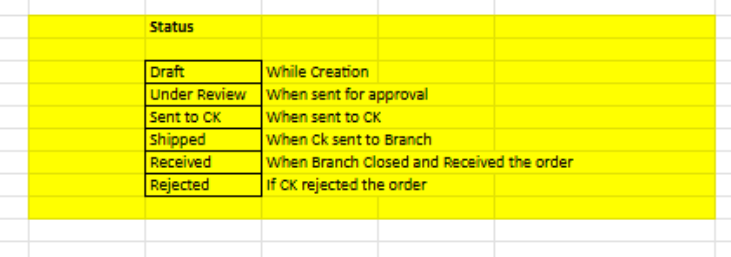 Status
Draft While Creation
Under Review When sent for approval
Sent to CK When sent to CK
Shipped When Ck sent to Branch
Received When Branch Closed and Received the order
Rejected If CK rejected the order